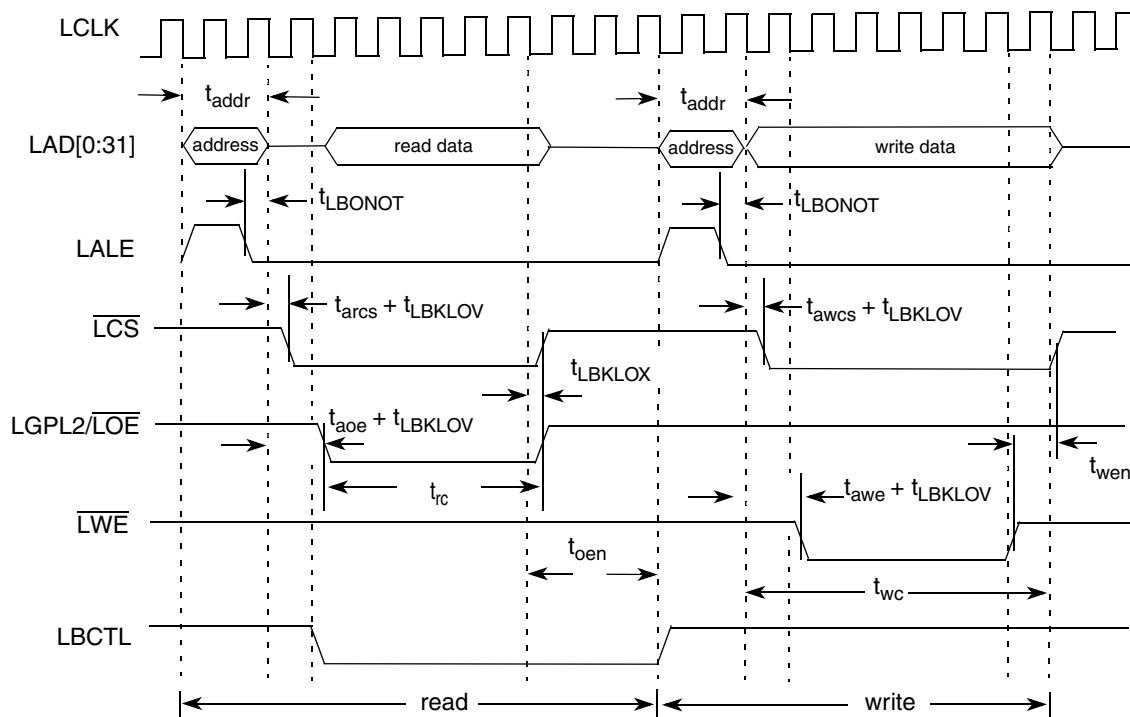 LCLK
t_addr t_addr
LAD[0:31] address read data address write data
t_LBONOT t_LBONOT
LALE
t_arcs + t_LBKLOV t_awcs + t_LBKLOV
LCS
t_LBKLOX
LGPL2/LOE t_aoe + t_LBKLOV
t_wen
t_rc t_awe + t_LBKLOV
LWE
t_oen
t_wc
LBCTL
read write